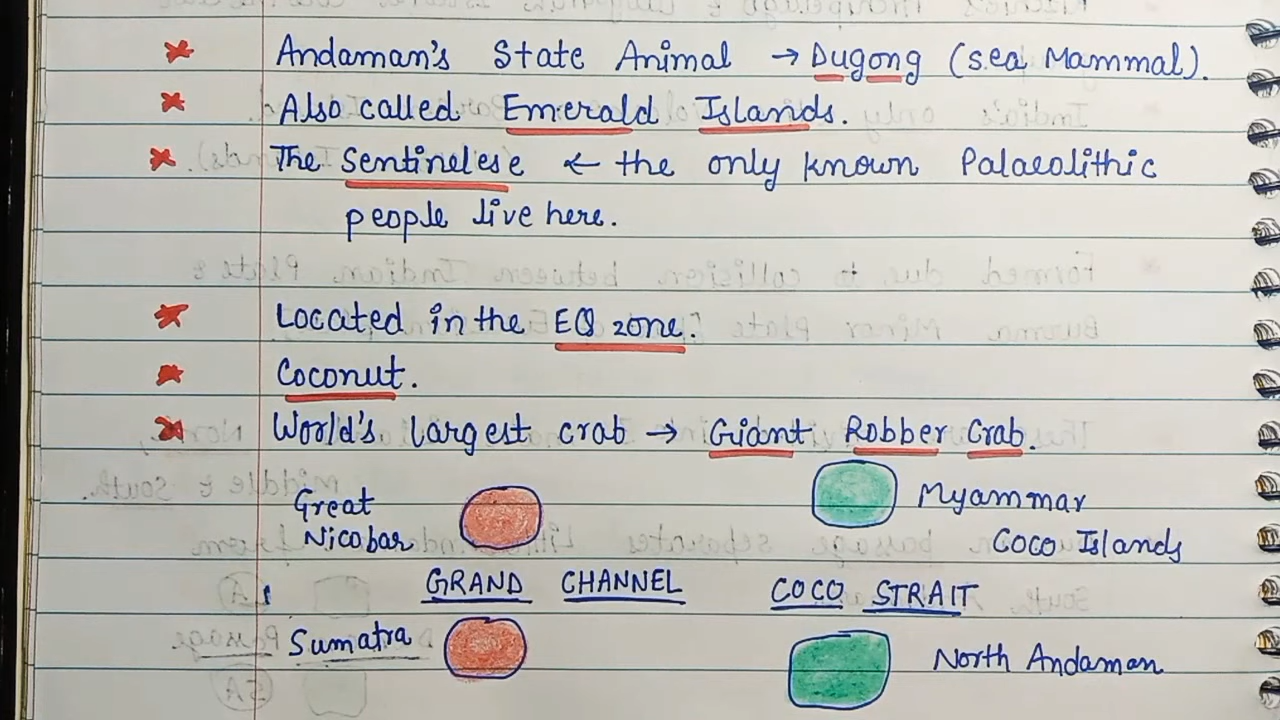 Andaman's State Animal → Dugong (sea Mammal).
Also called Emerald Islands.
The Sentinelese ← the only known Palaeolithic
people live here.
Located in the EQ zone.
Coconut.
World's largest crab → Giant Robber Crab.
Great
Nicobar
Myammar
Coco Islands
GRAND CHANNEL
COCO STRAIT
Sumatra
North Andaman